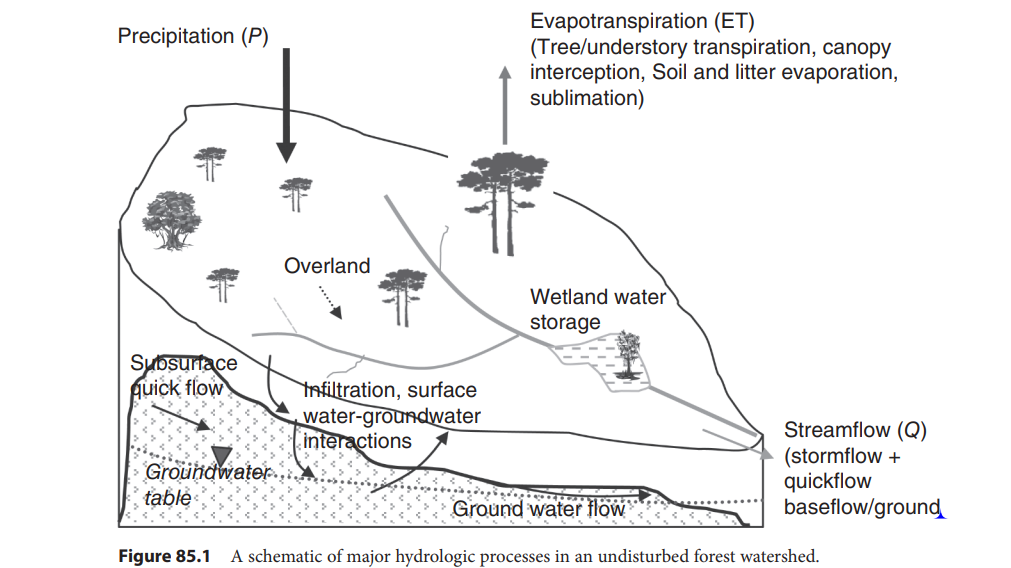 Precipitation (P)
Evapotranspiration (ET)
(Tree/understory transpiration, canopy
interception, Soil and litter evaporation,
sublimation)
Overland
Wetland water
storage
Subsurface
quick flow
Infiltration, surface
water-groundwater
interactions
Groundwater
table
Ground water flow
Streamflow (Q)
(stormflow +
quickflow
baseflow/ground
Figure 85.1 A schematic of major hydrologic processes in an undisturbed forest watershed.